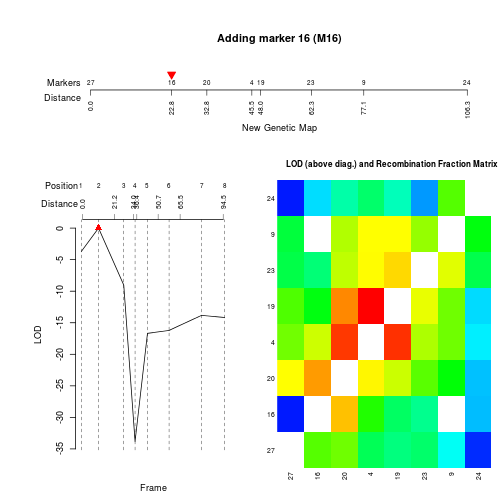 Adding marker 16 (M16)
Markers 27 16 20 4 19 23 9 24
Distance
0.0 22.8 32.8 45.5 48.0 62.3 77.1 106.3
New Genetic Map
LOD (above diag.) and Recombination Fraction Matrix
Position 1 2 3 4 5 6 7 8
Distance 0.0 21.2 50.7 65.5 94.5
LOD
0
-5
-10
-15
-20
-25
-30
-35
Frame
24
9
23
19
4
20
16
27
27 16 20 4 19 23 9 24